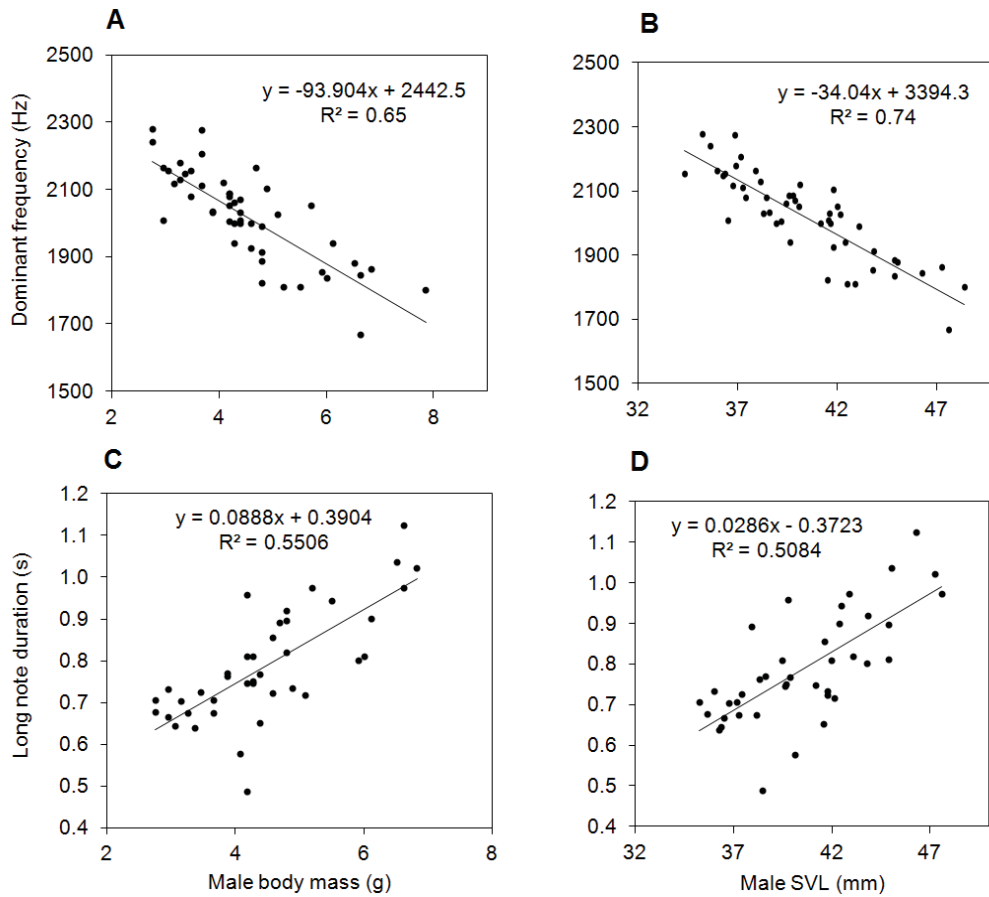 A
2500
2300
2100
1900
1700
1500
Dominant frequency (Hz)
y = -93.904x + 2442.5
R² = 0.65
2
4
6
8
B
2500
2300
2100
1900
1700
1500
y = -34.04x + 3394.3
R² = 0.74
32
37
42
47
C
1.2
1.1
1.0
0.9
0.8
0.7
0.6
0.5
0.4
Long note duration (s)
y = 0.0888x + 0.3904
R² = 0.5506
2
4
6
8
Male body mass (g)
D
1.2
1.1
1.0
0.9
0.8
0.7
0.6
0.5
0.4
y = 0.0286x - 0.3723
R² = 0.5084
32
37
42
47
Male SVL (mm)